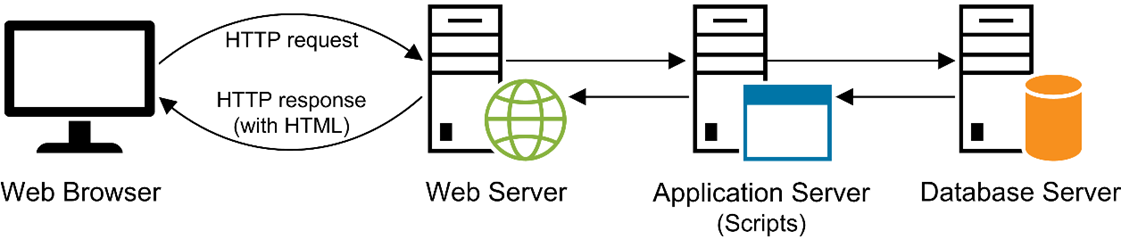 HTTP request
HTTP response
(with HTML)
Web Browser
Web Server
Application Server
(Scripts)
Database Server